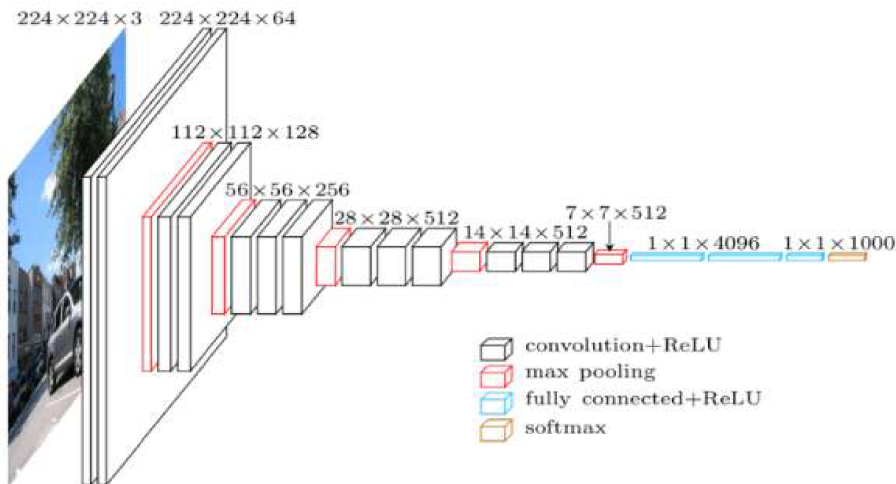 224×224×3
224×224×64
112×112×128
56×56×256
28×28×512
14×14×512
7×7×512
1×1×4096
1×1×1000
convolution+ReLU
max pooling
fully connected+ReLU
softmax